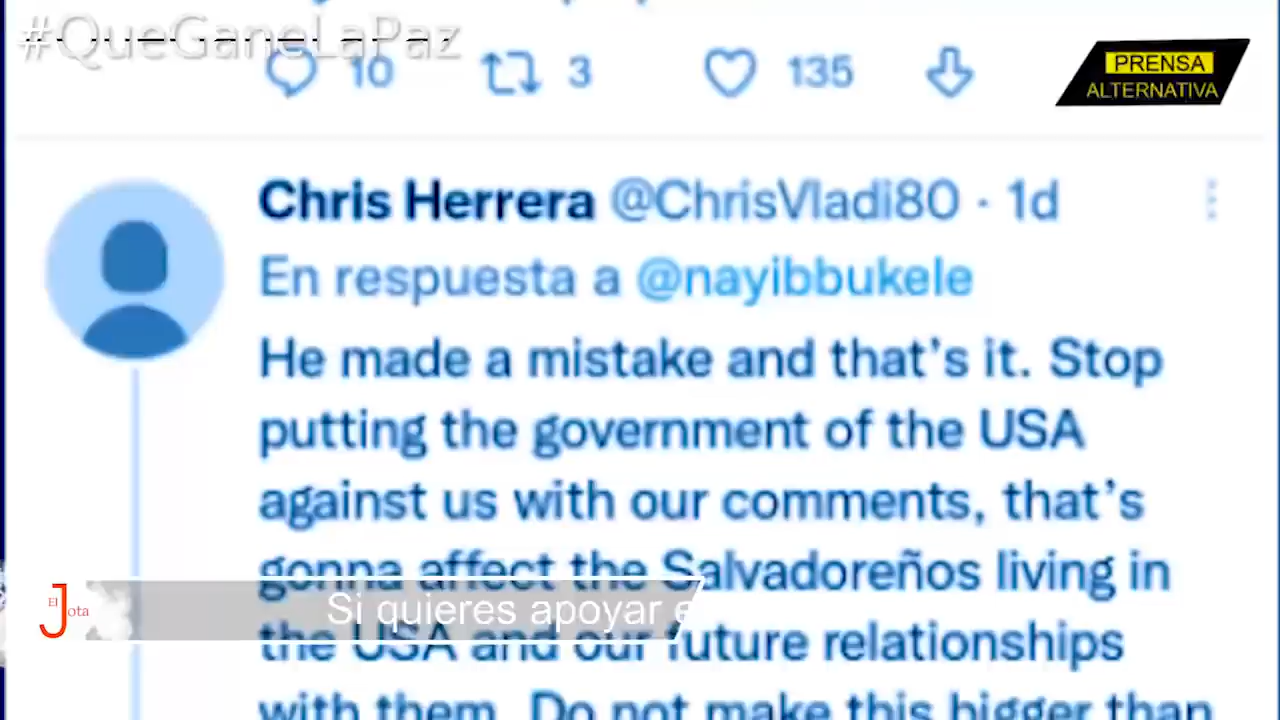 #QueGaneLaPaz
10 3 135
PRENSA
ALTERNATIVA
Chris Herrera @ChrisVladi80 · 1d
En respuesta a @nayibbukele
He made a mistake and that's it. Stop
putting the government of the USA
against us with our comments, that's
gonna affect the Salvadoreños living in
El Jota
Si quieres apoyar e
the USA and our future relationships
with them. Do not make this bigger than